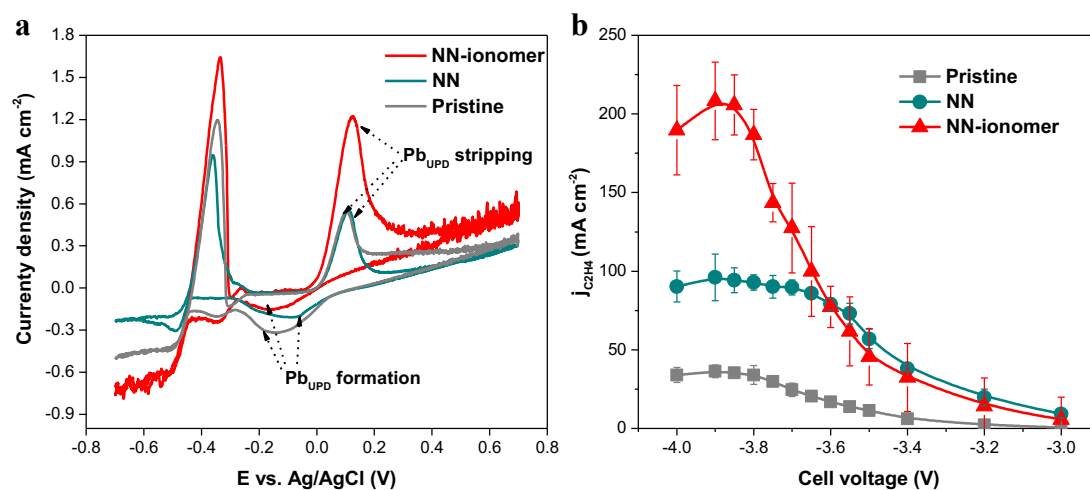 a
1.8
1.5
1.2
0.9
0.6
0.3
0.0
-0.3
-0.6
-0.9
Currenty density (mA cm-2)
NN-ionomer
NN
Pristine
PbUPD stripping
PbUPD formation
-0.8 -0.6 -0.4 -0.2 0.0 0.2 0.4 0.6 0.8
E vs. Ag/AgCl (V)
b
250
200
150
100
50
0
jC2H4 (mA cm-2)
Pristine
NN
NN-ionomer
-4.0 -3.8 -3.6 -3.4 -3.2 -3.0
Cell voltage (V)